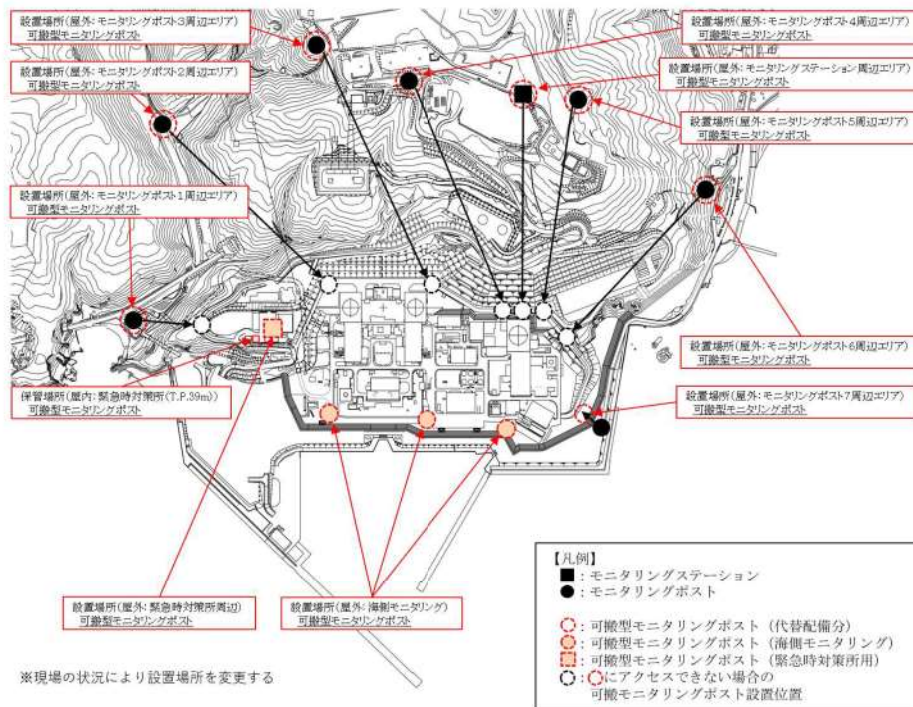 設置場所(屋外:モニタリングポスト3周辺エリア)
可搬型モニタリングポスト
設置場所(屋外:モニタリングポスト4周辺エリア)
可搬型モニタリングポスト
設置場所(屋外:モニタリングポスト2周辺エリア)
可搬型モニタリングポスト
設置場所(屋外:モニタリングステーション周辺エリア)
可搬型モニタリングポスト
設置場所(屋外:モニタリングポスト5周辺エリア)
可搬型モニタリングポスト
設置場所(屋外:モニタリングポスト1周辺エリア)
可搬型モニタリングポスト
設置場所(屋外:モニタリングポスト6周辺エリア)
可搬型モニタリングポスト
保管場所(屋内:緊急時対策所(T.P.39m))
可搬型モニタリングポスト
設置場所(屋外:モニタリングポスト7周辺エリア)
可搬型モニタリングポスト
設置場所(屋外:緊急時対策所周辺)
可搬型モニタリングポスト
設置場所(屋外:海側モニタリング)
可搬型モニタリングポスト
※現場の状況により設置場所を変更する
【凡例】
:モニタリングステーション
:モニタリングポスト
:可搬型モニタリングポスト(代替配備分)
:可搬型モニタリングポスト(海側モニタリング)
:可搬型モニタリングポスト(緊急時対策所用)
:にアクセスできない場合の
可搬モニタリングポスト設置位置